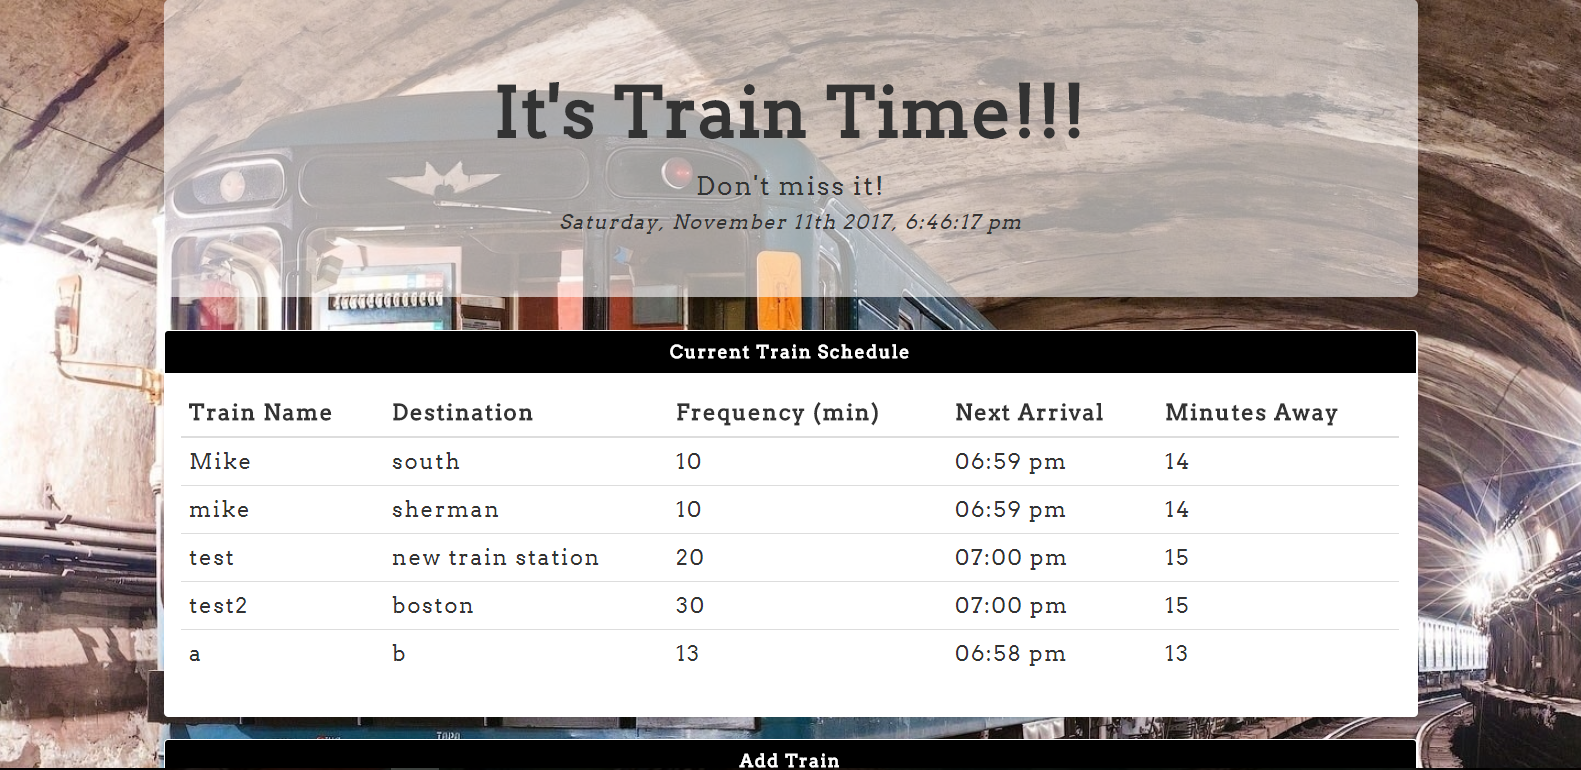 It's Train Time!!!
Don't miss it!
Saturday, November 11th 2017, 6:46:17 pm
Current Train Schedule
Train Name Destination Frequency (min) Next Arrival Minutes Away
Mike south 10 06:59 pm 14
mike sherman 10 06:59 pm 14
test new train station 20 07:00 pm 15
test2 boston 30 07:00 pm 15
a b 13 06:58 pm 13
Add Train